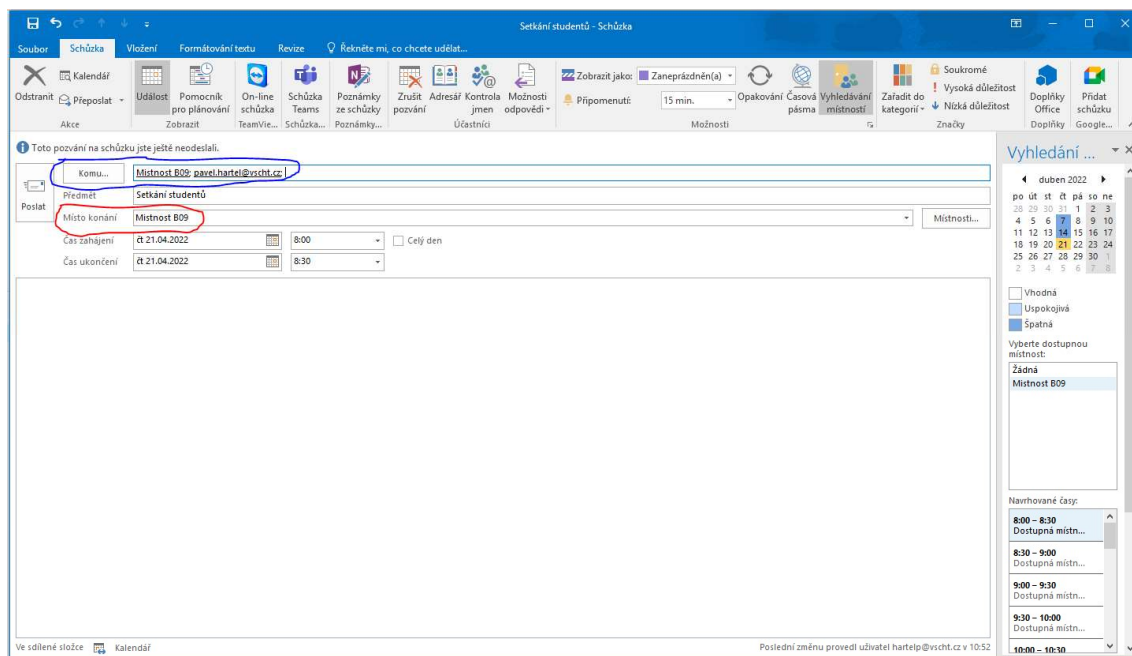 Setkání studentů - Schůzka
Soubor Schůzka Vložení Formátování textu Revize Řekněte mi, co chcete udělat...
Odstranit
Kalendář
Přeposlat
Akce
Událost
Pomocník pro plánování
Zobrazit
On-line schůzka
TeamVie...
Schůzka Teams
Schůzka...
Poznámky ze schůzky
Poznámky...
Zrušit pozvání
Adresář
Kontrola jmen
Možnosti odpovědi
Účastníci
Zobrazit jako: Zaneprázdněn(a)
Připomenutí: 15 min.
Opakování
Časová pásma
Vyhledávání místností
Možnosti
Zařadit do kategorií
Soukromé
Vysoká důležitost
Nízká důležitost
Značky
Doplňky Office
Doplňky
Přidat schůzku
Google...
Toto pozvání na schůzku jste ještě neodeslali.
Poslat
Komu... Mistnost B09; pavel.hartel@vscht.cz;
Předmět Setkání studentů
Místo konání Mistnost B09 Místnosti...
Čas zahájení čt 21.04.2022 8:00 Celý den
Čas ukončení čt 21.04.2022 8:30
Vyhledání ...
duben 2022
po út st čt pá so ne
28 29 30 31 1 2 3
4 5 6 7 8 9 10
11 12 13 14 15 16 17
18 19 20 21 22 23 24
25 26 27 28 29 30 1
2 3 4 5 6 7 8
Vhodná
Uspokojivá
Špatná
Vyberte dostupnou
místnost:
Žádná
Mistnost B09
Navrhované časy:
8:00 – 8:30
Dostupná místn...
8:30 – 9:00
Dostupná místn...
9:00 – 9:30
Dostupná místn...
9:30 – 10:00
Dostupná místn...
10:00 – 10:30
Ve sdílené složce Kalendář Poslední změnu provedl uživatel hartelp@vscht.cz v 10:52